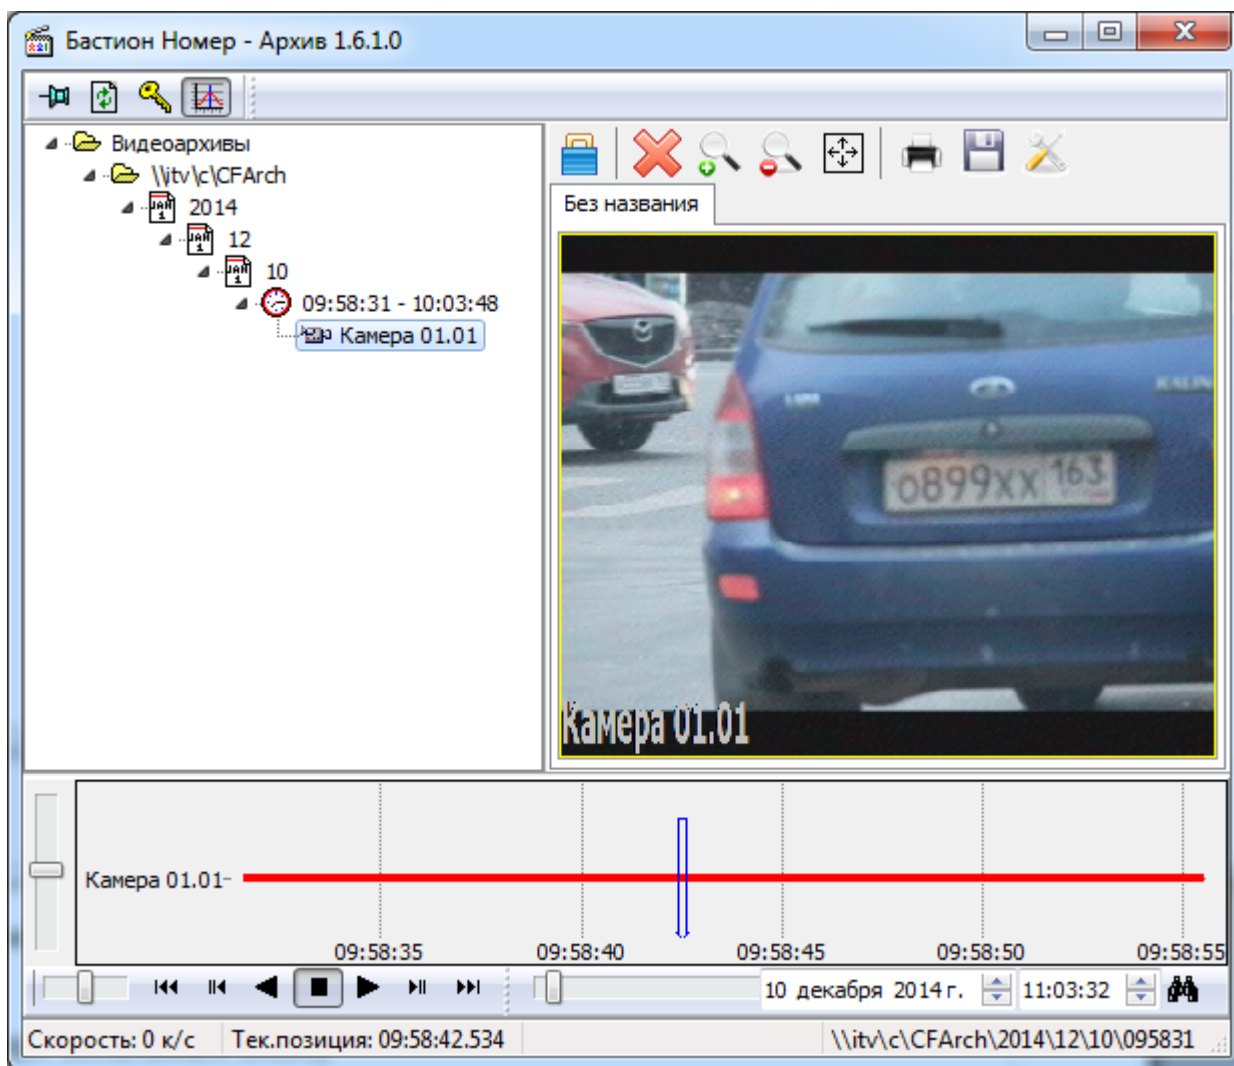 Бастион Номер - Архив 1.6.1.0
Видеоархивы
\\itv\c\CFArch
2014
12
10
09:58:31 - 10:03:48
Камера 01.01
Без названия
KALIN
о899хх 163
Камера 01.01
Камера 01.01
09:58:35 09:58:40 09:58:45 09:58:50 09:58:55
10 декабря 2014 г. 11:03:32
Скорость: 0 к/с Тек.позиция: 09:58:42.534 \\itv\c\CFArch\2014\12\10\095831